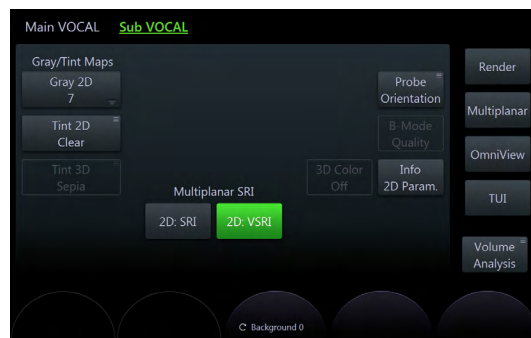 Main VOCAL Sub VOCAL
Gray/Tint Maps
Gray 2D
7
Tint 2D
Clear
Tint 3D
Sepia
Multiplanar SRI
2D: SRI
2D: VSRI
3D Color
Off
Probe
Orientation
B-Mode
Quality
Info
2D Param.
Render
Multiplanar
OmniView
TUI
Volume
Analysis
Background 0